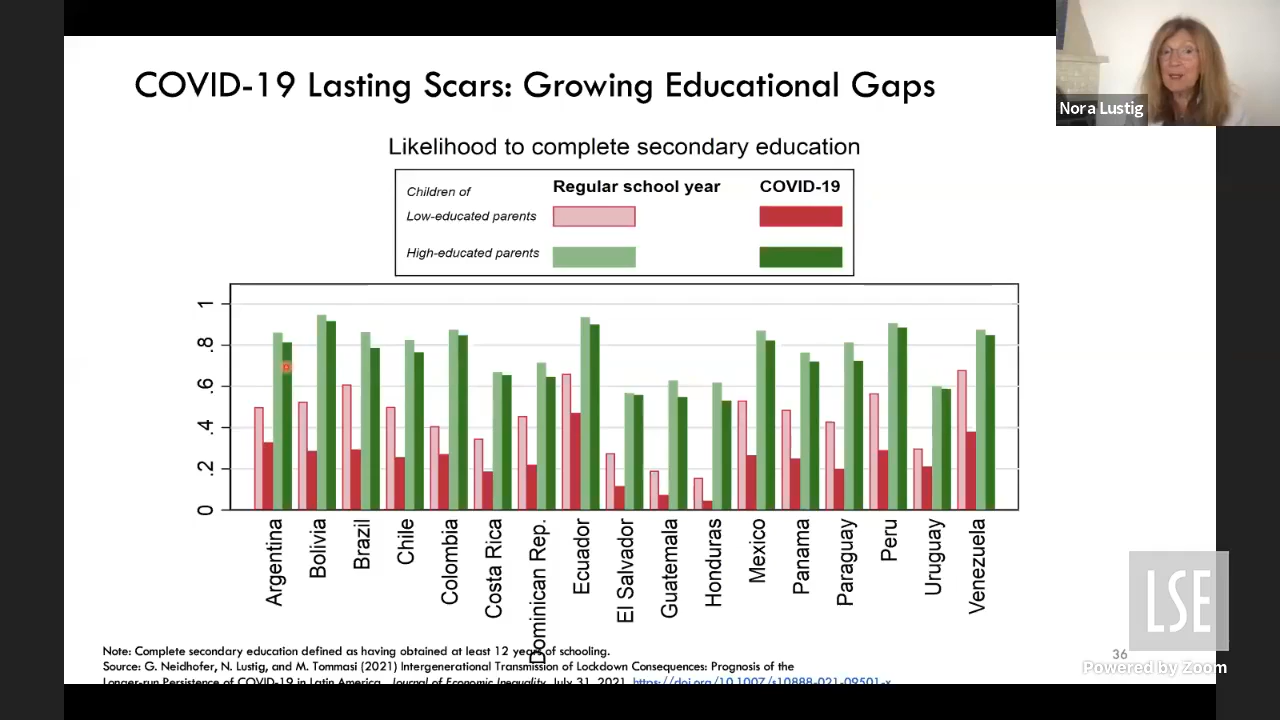 COVID-19 Lasting Scars: Growing Educational Gaps
Nora Lustig
Likelihood to complete secondary education
Children of Regular school year COVID-19
Low-educated parents
High-educated parents
1
.8
.6
.4
.2
0
Argentina
Bolivia
Brazil
Chile
Colombia
Costa Rica
Dominican Rep.
Ecuador
El Salvador
Guatemala
Honduras
Mexico
Panama
Paraguay
Peru
Uruguay
Venezuela
LSE
Note: Complete secondary education defined as having obtained at least 12 years of schooling.
36
Source: G. Neidhofer, N. Lustig, and M. Tommasi (2021) Intergenerational Transmission of Lockdown Consequences: Prognosis of the
Powered by Zoom
Longer-run Persistence of COVID-19 in Latin America, Journal of Economic Inequality, July 31, 2021. https://doi.org/10.1007/s10888-021-09501-x